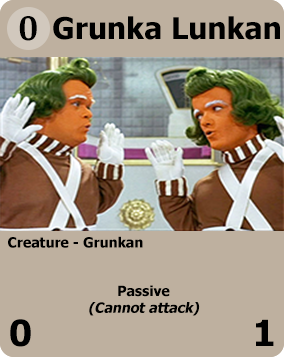 0 Grunka Lunkan
Creature - Grunkan
Passive
(Cannot attack)
0 1